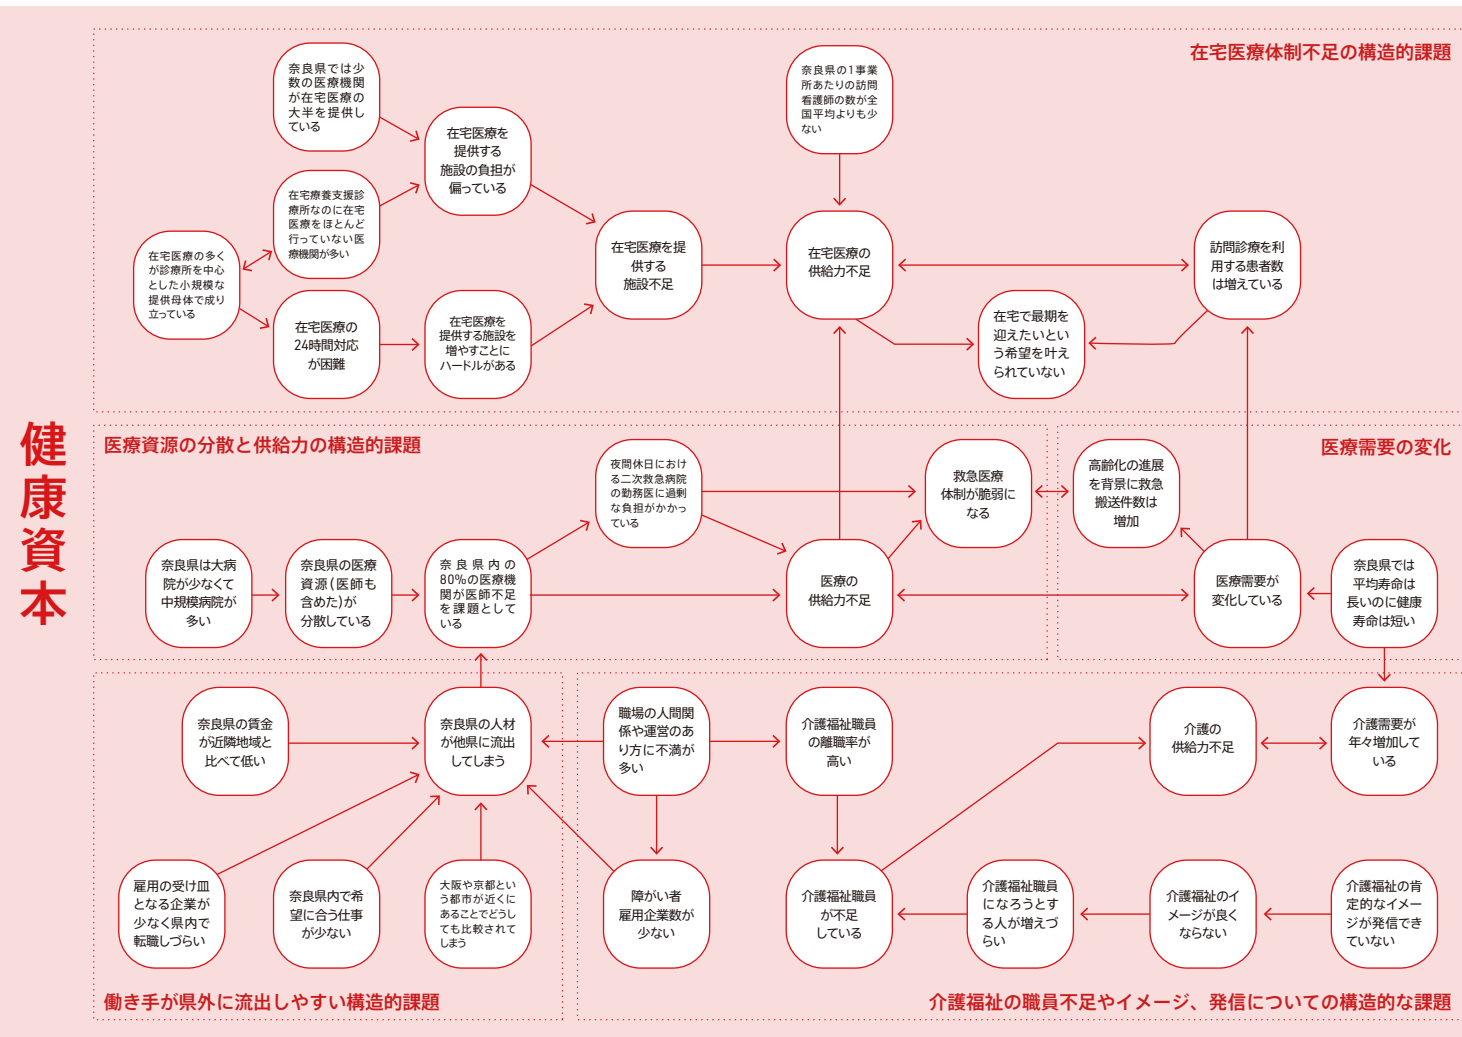 健康資本
在宅医療体制不足の構造的課題
奈良県では少
数の医療機関
が在宅医療の
大半を提供し
ている
在宅医療を
提供する
施設の負担が
偏っている
奈良県の1事業
所あたりの訪問
看護師の数が全
国平均よりも少
ない
在宅療養支援診
療所なのに在宅
医療をほとんど
行っていない医
療機関が多い
在宅医療の多く
が診療所を中心
とした小規模な
提供母体で成り
立っている
在宅医療の
24時間対応
が困難
在宅医療を
提供する施設を
増やすことに
ハードルがある
在宅医療を提
供する
施設不足
在宅医療の
供給力不足
訪問診療を利
用する患者数
は増えている
在宅で最期を
迎えたいとい
う希望を叶え
られていない
医療資源の分散と供給力の構造的課題
夜間休日におけ
る二次救急病院
の勤務医に過剰
な負担がかかっ
ている
救急医療
体制が脆弱に
なる
奈良県は大病
院が少なくて
中規模病院が
多い
奈良県の医療
資源（医師も
含めた）が
分散している
奈良県内の
80%の医療機
関が医師不足
を課題として
いる
医療の
供給力不足
医療需要の変化
高齢化の進展
を背景に救急
搬送件数は
増加
医療需要が
変化している
奈良県では
平均寿命は
長いのに健康
寿命は短い
奈良県の賃金
が近隣地域と
比べて低い
奈良県の人材
が他県に流出
してしまう
雇用の受け皿
となる企業が
少なく県内で
転職しづらい
奈良県内で希
望に合う仕事
が少ない
大阪や京都とい
う都市が近くに
あることでどうし
ても比較されて
しまう
働き手が県外に流出しやすい構造的課題
職場の人間関
係や運営のあ
り方に不満が
多い
介護福祉職員
の離職率が
高い
介護の
供給力不足
介護需要が
年々増加して
いる
障がい者
雇用企業数が
少ない
介護福祉職員
が不足
している
介護福祉職員
になろうとす
る人が増えづ
らい
介護福祉のイ
メージが良く
ならない
介護福祉の肯
定的なイメー
ジが発信でき
ていない
介護福祉の職員不足やイメージ、発信についての構造的な課題